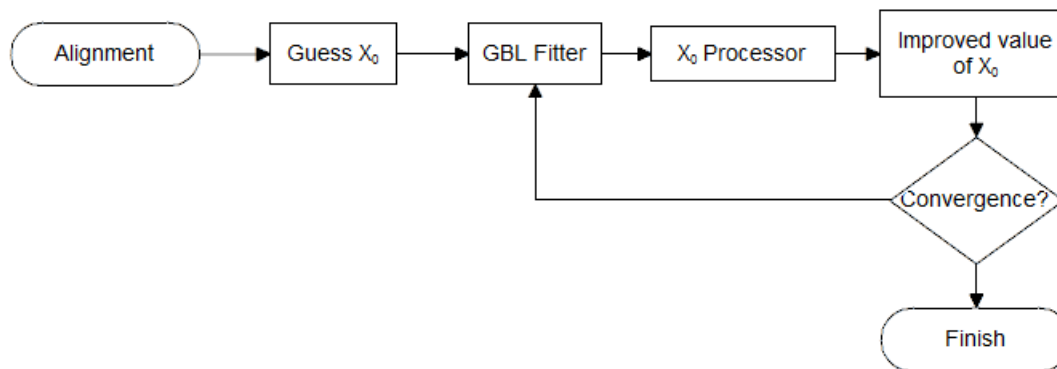 Alignment
Guess X₀
GBL Fitter
X₀ Processor
Improved value
of X₀
Convergence?
Finish